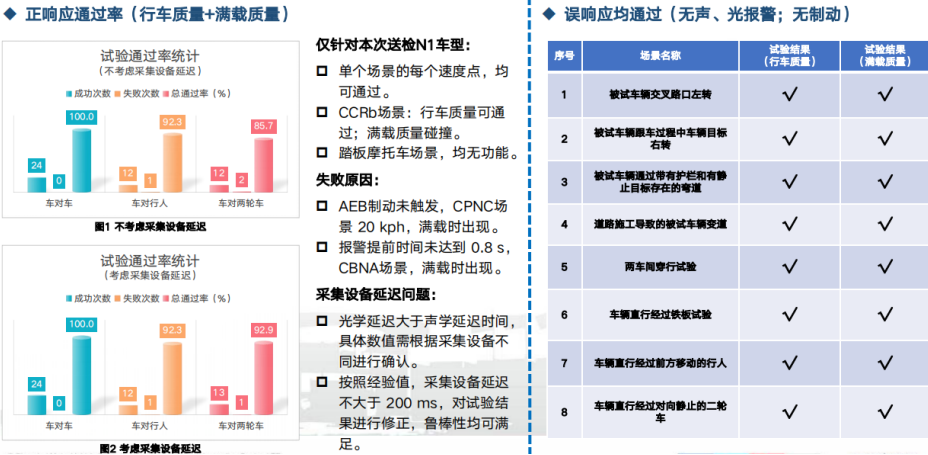 ◆ 正响应通过率（行车质量+满载质量）
试验通过率统计
（不考虑采集设备延迟）
成功次数 失败次数 总通过率（%）
100.0
92.3
85.7
24
0
12
1
12
2
车对车 车对行人 车对两轮车
图1 不考虑采集设备延迟
试验通过率统计
（考虑采集设备延迟）
成功次数 失败次数 总通过率（%）
100.0
92.3
92.9
24
0
12
1
13
1
车对车 车对行人 车对两轮车
图2 考虑采集设备延迟
仅针对本次送检N1车型：
单个场景的每个速度点，均
可通过。
CCRb场景：行车质量可通
过；满载质量碰撞。
踏板摩托车场景，均无功能。
失败原因：
AEB制动未触发，CPNC场
景 20 kph，满载时出现。
报警提前时间未达到 0.8 s，
CBNA场景，满载时出现。
采集设备延迟问题：
光学延迟大于声学延迟时间，
具体数值需根据采集设备不
同进行确认。
按照经验值，采集设备延迟
不大于 200 ms，对试验结
果进行修正，鲁棒性均可满
足。
◆ 误响应均通过（无声、光报警；无制动）
序号 场景名称 试验结果（行车质量） 试验结果（满载质量）
1 被试车辆交叉路口左转 √ √
2 被试车辆跟车过程中车辆目标
右转 √ √
3 被试车辆通过带有护栏和有静
止目标存在的弯道 √ √
4 道路施工导致的被试车辆变道 √ √
5 两车间穿行试验 √ √
6 车辆直行经过铁板试验 √ √
7 车辆直行经过前方移动的行人 √ √
8 车辆直行经过对向静止的二轮
车 √ √